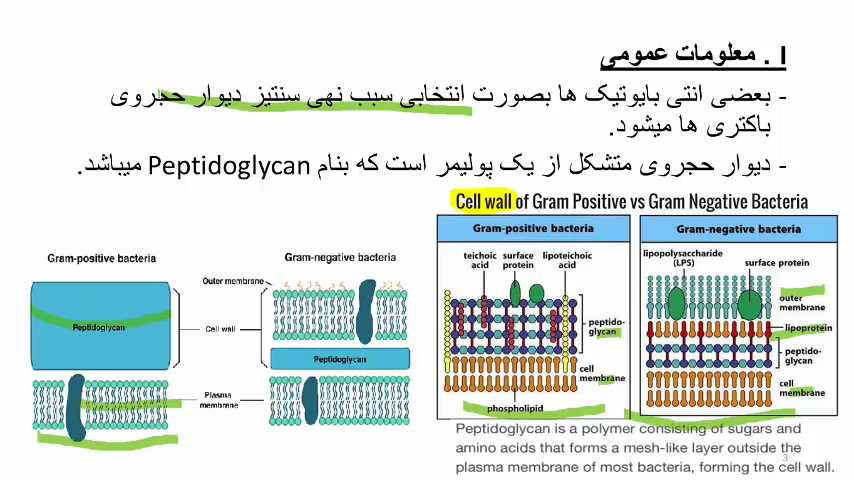 I . معلومات عمومی
- بعضی انتی بایوتیک ها بصورت انتخابی سبب نهی سنتیز دیوار حجروی
باکتری ها میشود.
- دیوار حجروی متشکل از یک پولیمر است که بنام Peptidoglycan میباشد.
Cell wall of Gram Positive vs Gram Negative Bacteria
Gram-positive bacteria
Gram-negative bacteria
Outer membrane
Peptidoglycan
Cell wall
Peptidoglycan
Plasma
membrane
Gram-positive bacteria
teichoic
acid
surface
protein
lipoteichoic
acid
peptido-
glycan
cell
membrane
phospholipid
Gram-negative bacteria
lipopolysaccharide
(LPS)
surface protein
outer
membrane
lipoprotein
peptido-
glycan
cell
membrane
Peptidoglycan is a polymer consisting of sugars and
amino acids that forms a mesh-like layer outside the
plasma membrane of most bacteria, forming the cell wall.
3